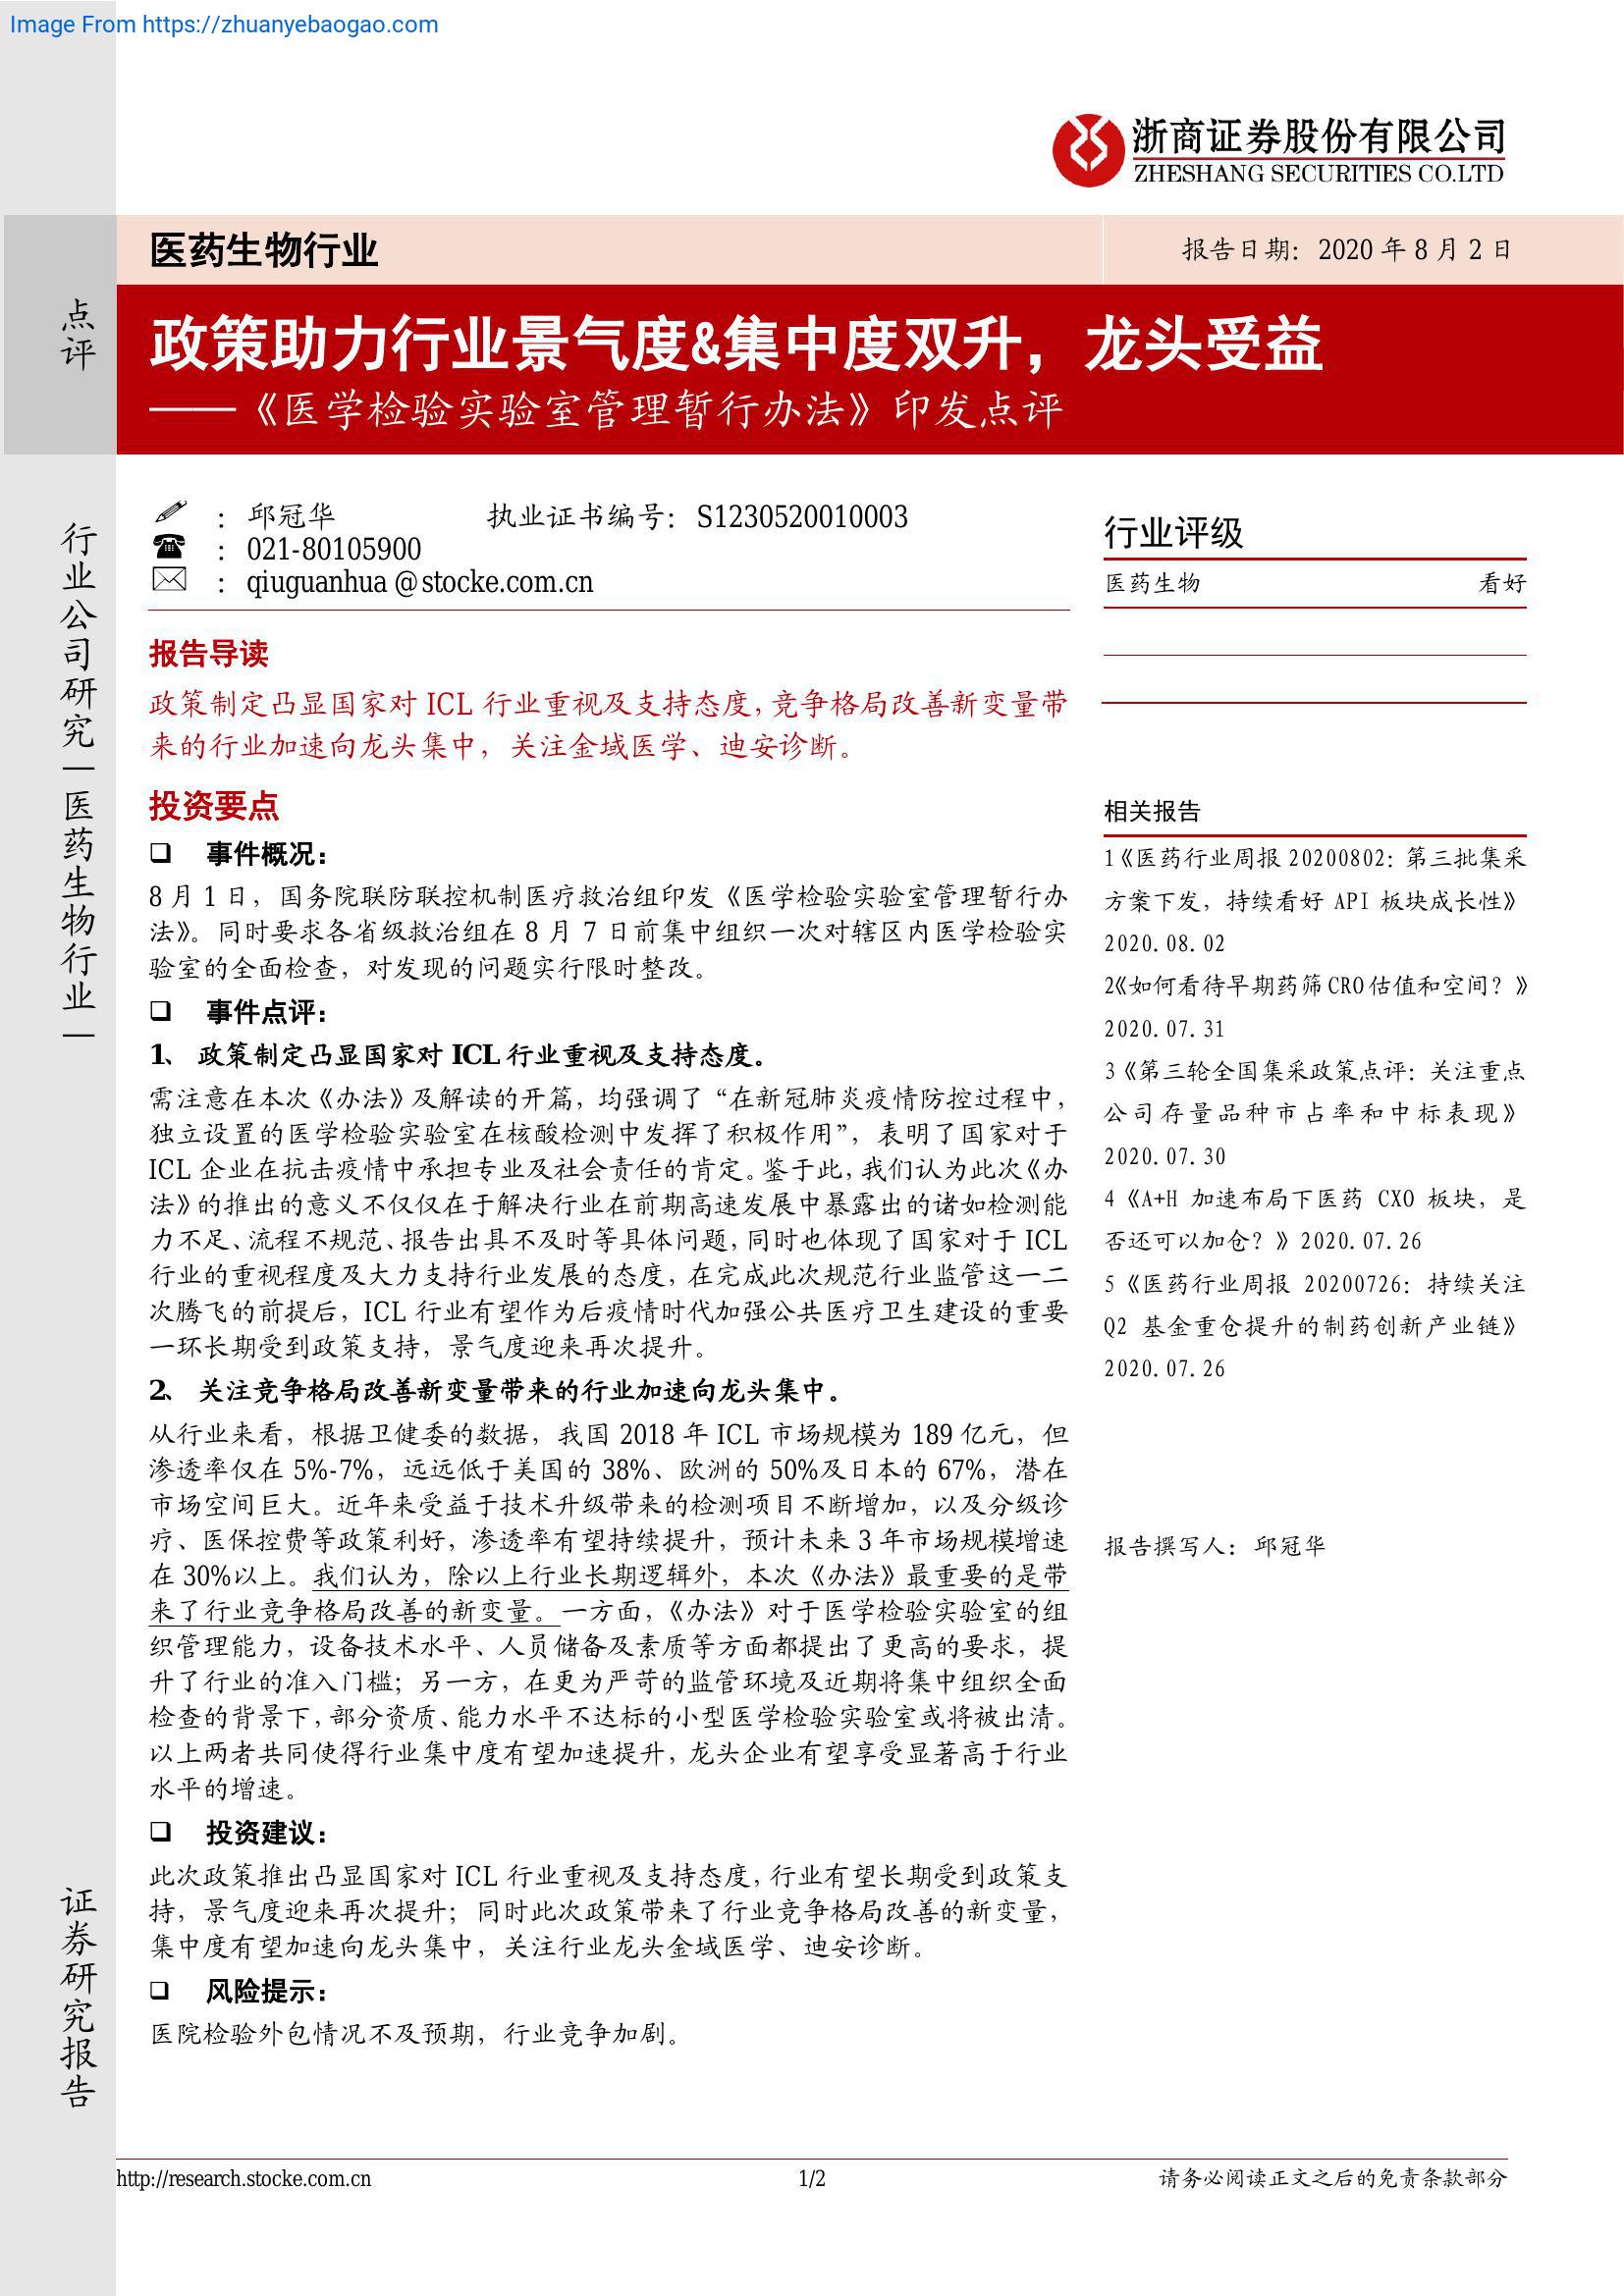 Image From https://zhuanyebaogao.com
浙商证券股份有限公司
ZHESHANG SECURITIES CO.LTD
医药生物行业
报告日期：2020 年 8 月 2 日
点评
政策助力行业景气度&集中度双升，龙头受益
——《医学检验实验室管理暂行办法》印发点评
行业公司研究｜医药生物行业｜
证券研究报告
：邱冠华 执业证书编号：S1230520010003
：021-80105900
：qiuguanhua @stocke.com.cn
报告导读
政策制定凸显国家对 ICL 行业重视及支持态度，竞争格局改善新变量带
来的行业加速向龙头集中，关注金域医学、迪安诊断。
投资要点
❑ 事件概况：
8 月 1 日，国务院联防联控机制医疗救治组印发《医学检验实验室管理暂行办
法》。同时要求各省级救治组在 8 月 7 日前集中组织一次对辖区内医学检验实
验室的全面检查，对发现的问题实行限时整改。
❑ 事件点评：
1、 政策制定凸显国家对 ICL 行业重视及支持态度。
需注意在本次《办法》及解读的开篇，均强调了“在新冠肺炎疫情防控过程中，
独立设置的医学检验实验室在核酸检测中发挥了积极作用”，表明了国家对于
ICL 企业在抗击疫情中承担专业及社会责任的肯定。鉴于此，我们认为此次《办
法》的推出的意义不仅仅在于解决行业在前期高速发展中暴露出的诸如检测能
力不足、流程不规范、报告出具不及时等具体问题，同时也体现了国家对于 ICL
行业的重视程度及大力支持行业发展的态度，在完成此次规范行业监管这一二
次腾飞的前提后，ICL 行业有望作为后疫情时代加强公共医疗卫生建设的重要
一环长期受到政策支持，景气度迎来再次提升。
2、 关注竞争格局改善新变量带来的行业加速向龙头集中。
从行业来看，根据卫健委的数据，我国 2018 年 ICL 市场规模为 189 亿元，但
渗透率仅在 5%-7%，远远低于美国的 38%、欧洲的 50%及日本的 67%，潜在
市场空间巨大。近年来受益于技术升级带来的检测项目不断增加，以及分级诊
疗、医保控费等政策利好，渗透率有望持续提升，预计未来 3 年市场规模增速
在 30%以上。我们认为，除以上行业长期逻辑外，本次《办法》最重要的是带
来了行业竞争格局改善的新变量。一方面，《办法》对于医学检验实验室的组
织管理能力，设备技术水平、人员储备及素质等方面都提出了更高的要求，提
升了行业的准入门槛；另一方，在更为严苛的监管环境及近期将集中组织全面
检查的背景下，部分资质、能力水平不达标的小型医学检验实验室或将被出清。
以上两者共同使得行业集中度有望加速提升，龙头企业有望享受显著高于行业
水平的增速。
❑ 投资建议：
此次政策推出凸显国家对 ICL 行业重视及支持态度，行业有望长期受到政策支
持，景气度迎来再次提升；同时此次政策带来了行业竞争格局改善的新变量，
集中度有望加速向龙头集中，关注行业龙头金域医学、迪安诊断。
❑ 风险提示：
医院检验外包情况不及预期，行业竞争加剧。
行业评级
医药生物 看好
相关报告
1《医药行业周报 20200802：第三批集采
方案下发，持续看好 API 板块成长性》
2020.08.02
2《如何看待早期药筛CRO估值和空间？》
2020.07.31
3《第三轮全国集采政策点评：关注重点
公司存量品种市占率和中标表现》
2020.07.30
4《A+H 加速布局下医药 CXO 板块，是
否还可以加仓？》2020.07.26
5《医药行业周报 20200726：持续关注
Q2 基金重仓提升的制药创新产业链》
2020.07.26
报告撰写人：邱冠华
http://research.stocke.com.cn
1/2
请务必阅读正文之后的免责条款部分